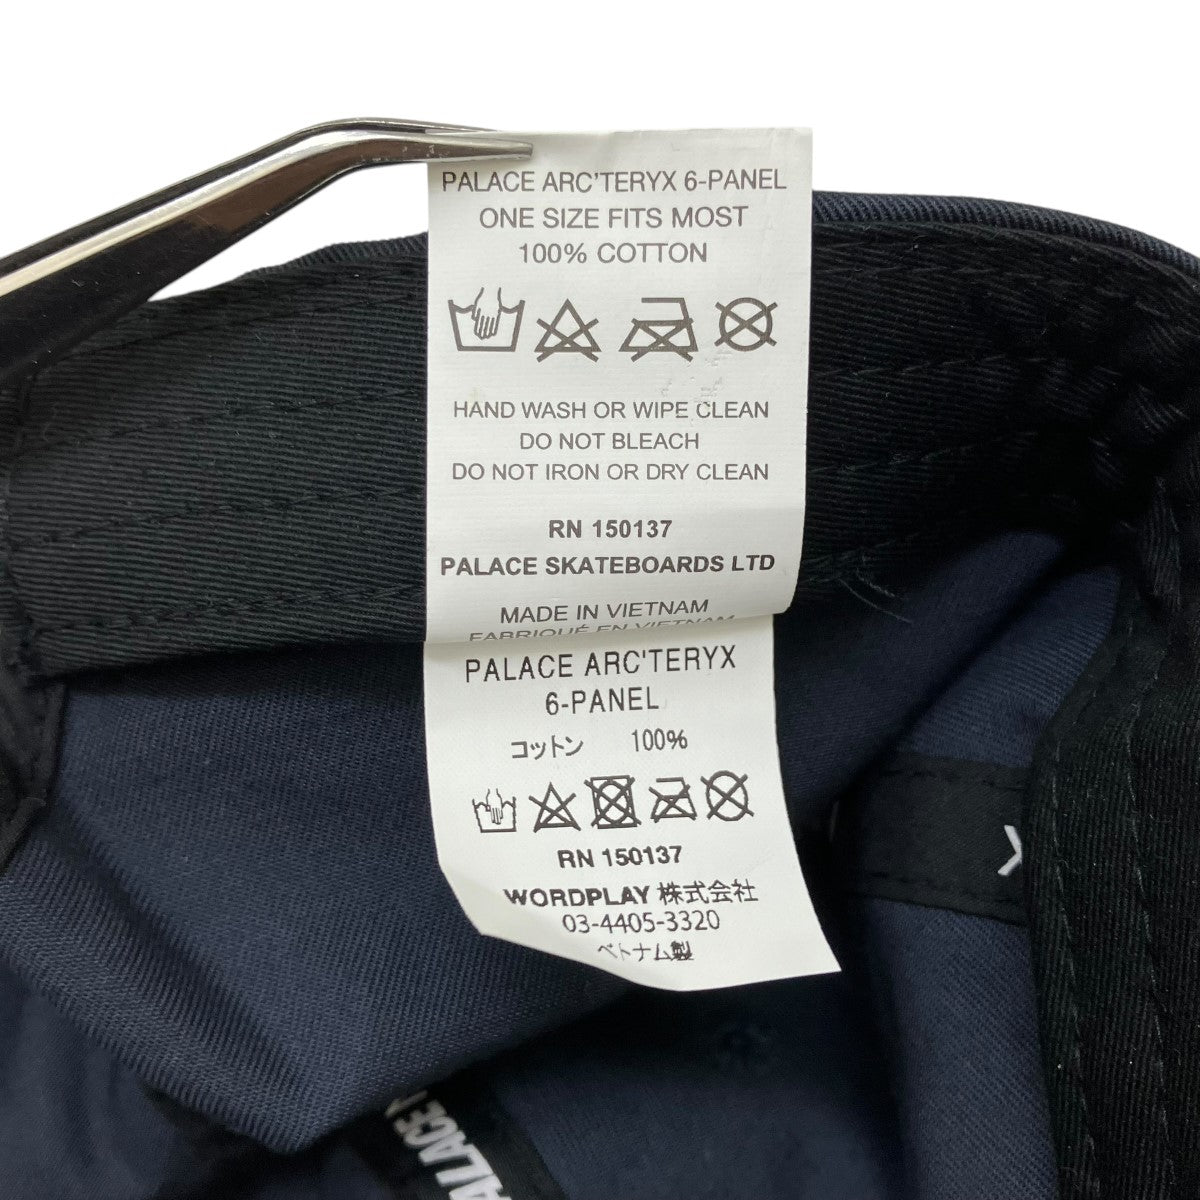 PALACE ARC'TERYX 6-PANEL
ONE SIZE FITS MOST
100% COTTON
HAND WASH OR WIPE CLEAN
DO NOT BLEACH
DO NOT IRON OR DRY CLEAN
RN 150137
PALACE SKATEBOARDS LTD
MADE IN VIETNAM
FABRIQUÉ EN VIETNAM
PALACE ARC'TERYX
6-PANEL
コットン 100%
RN 150137
WORDPLAY 株式会社
03-4405-3320
ベトナム製
PALACE